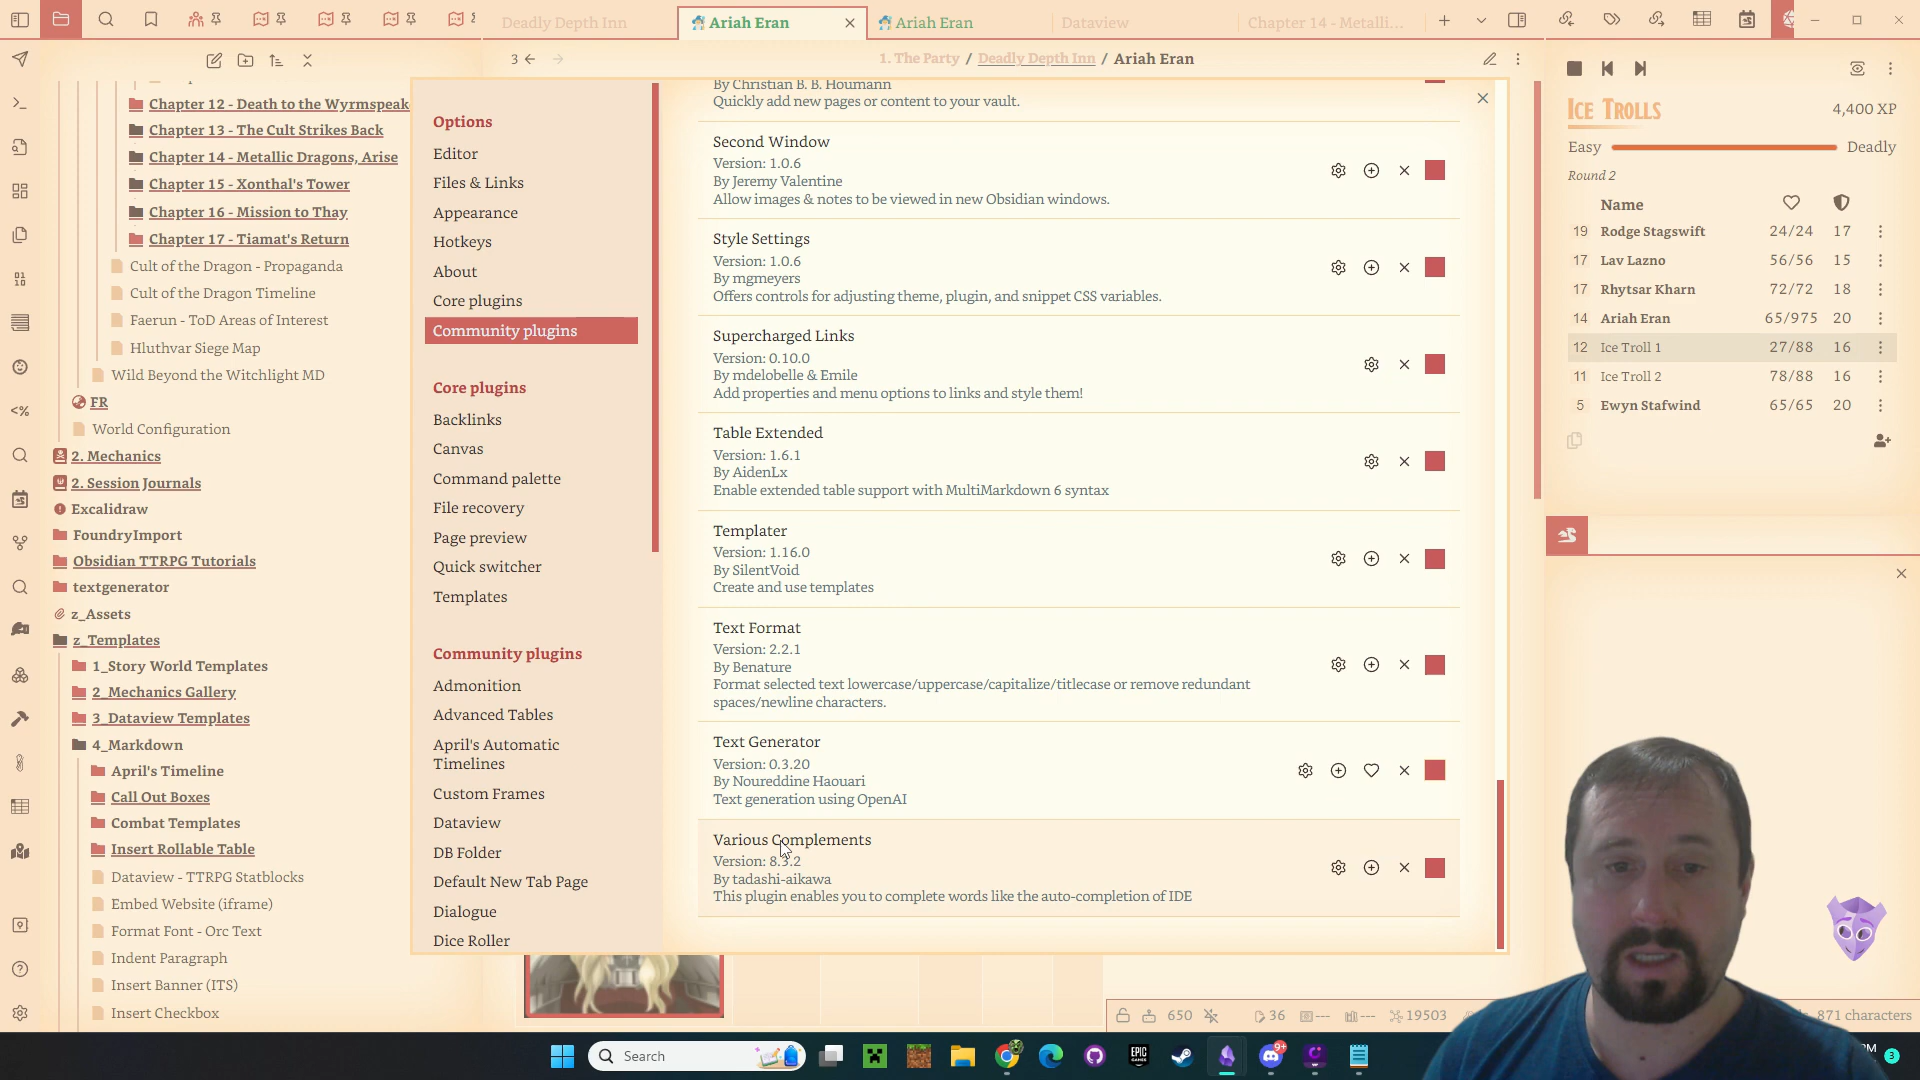 Deadly Depth Inn
Ariah Eran
Ariah Eran
Dataview
Chapter 14 - Metalli...
3
1. The Party / Deadly Depth Inn / Ariah Eran
Chapter 12 - Death to the Wyrmspeak
Chapter 13 - The Cult Strikes Back
Chapter 14 - Metallic Dragons, Arise
Chapter 15 - Xonthal's Tower
Chapter 16 - Mission to Thay
Chapter 17 - Tiamat's Return
Cult of the Dragon - Propaganda
Cult of the Dragon Timeline
Faerun - ToD Areas of Interest
Hluthvar Siege Map
Wild Beyond the Witchlight MD
FR
World Configuration
2. Mechanics
2. Session Journals
Excalidraw
FoundryImport
Obsidian TTRPG Tutorials
textgenerator
z_Assets
z_Templates
1_Story World Templates
2_Mechanics Gallery
3_Dataview Templates
4_Markdown
April's Timeline
Call Out Boxes
Combat Templates
Insert Rollable Table
Dataview - TTRPG Statblocks
Embed Website (iframe)
Format Font - Orc Text
Indent Paragraph
Insert Banner (ITS)
Insert Checkbox
Options
Editor
Files & Links
Appearance
Hotkeys
About
Core plugins
Community plugins
Core plugins
Backlinks
Canvas
Command palette
File recovery
Page preview
Quick switcher
Templates
Community plugins
Admonition
Advanced Tables
April's Automatic
Timelines
Custom Frames
Dataview
DB Folder
Default New Tab Page
Dialogue
Dice Roller
By Christian B. B. Houmann
Quickly add new pages or content to your vault.
Second Window
Version: 1.0.6
By Jeremy Valentine
Allow images & notes to be viewed in new Obsidian windows.
Style Settings
Version: 1.0.6
By mgmeyers
Offers controls for adjusting theme, plugin, and snippet CSS variables.
Supercharged Links
Version: 0.10.0
By mdelobelle & Emile
Add properties and menu options to links and style them!
Table Extended
Version: 1.6.1
By AidenLx
Enable extended table support with MultiMarkdown 6 syntax
Templater
Version: 1.16.0
By SilentVoid
Create and use templates
Text Format
Version: 2.2.1
By Benature
Format selected text lowercase/uppercase/capitalize/titlecase or remove redundant
spaces/newline characters.
Text Generator
Version: 0.3.20
By Noureddine Haouari
Text generation using OpenAI
Various Complements
Version: 8.3.2
By tadashi-aikawa
This plugin enables you to complete words like the auto-completion of IDE
Ice Trolls
4,400 XP
Easy
Deadly
Round 2
Name
19 Rodge Stagswift 24/24 17
17 Lav Lazno 56/56 15
17 Rhytsar Kharn 72/72 18
14 Ariah Eran 65/975 20
12 Ice Troll 1 27/88 16
11 Ice Troll 2 78/88 16
5 Ewyn Stafwind 65/65 20
650
36
19503
871 characters
Search
EPIC GAMES
9+
3